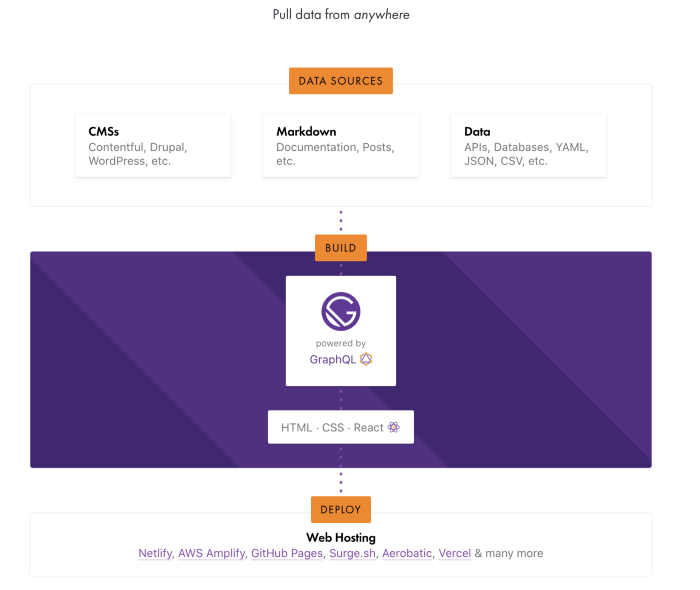 Pull data from anywhere
DATA SOURCES
CMSs
Contentful, Drupal,
WordPress, etc.
Markdown
Documentation, Posts,
etc.
Data
APIs, Databases, YAML,
JSON, CSV, etc.
BUILD
powered by
GraphQL
HTML · CSS · React
DEPLOY
Web Hosting
Netlify, AWS Amplify, GitHub Pages, Surge.sh, Aerobatic, Vercel & many more